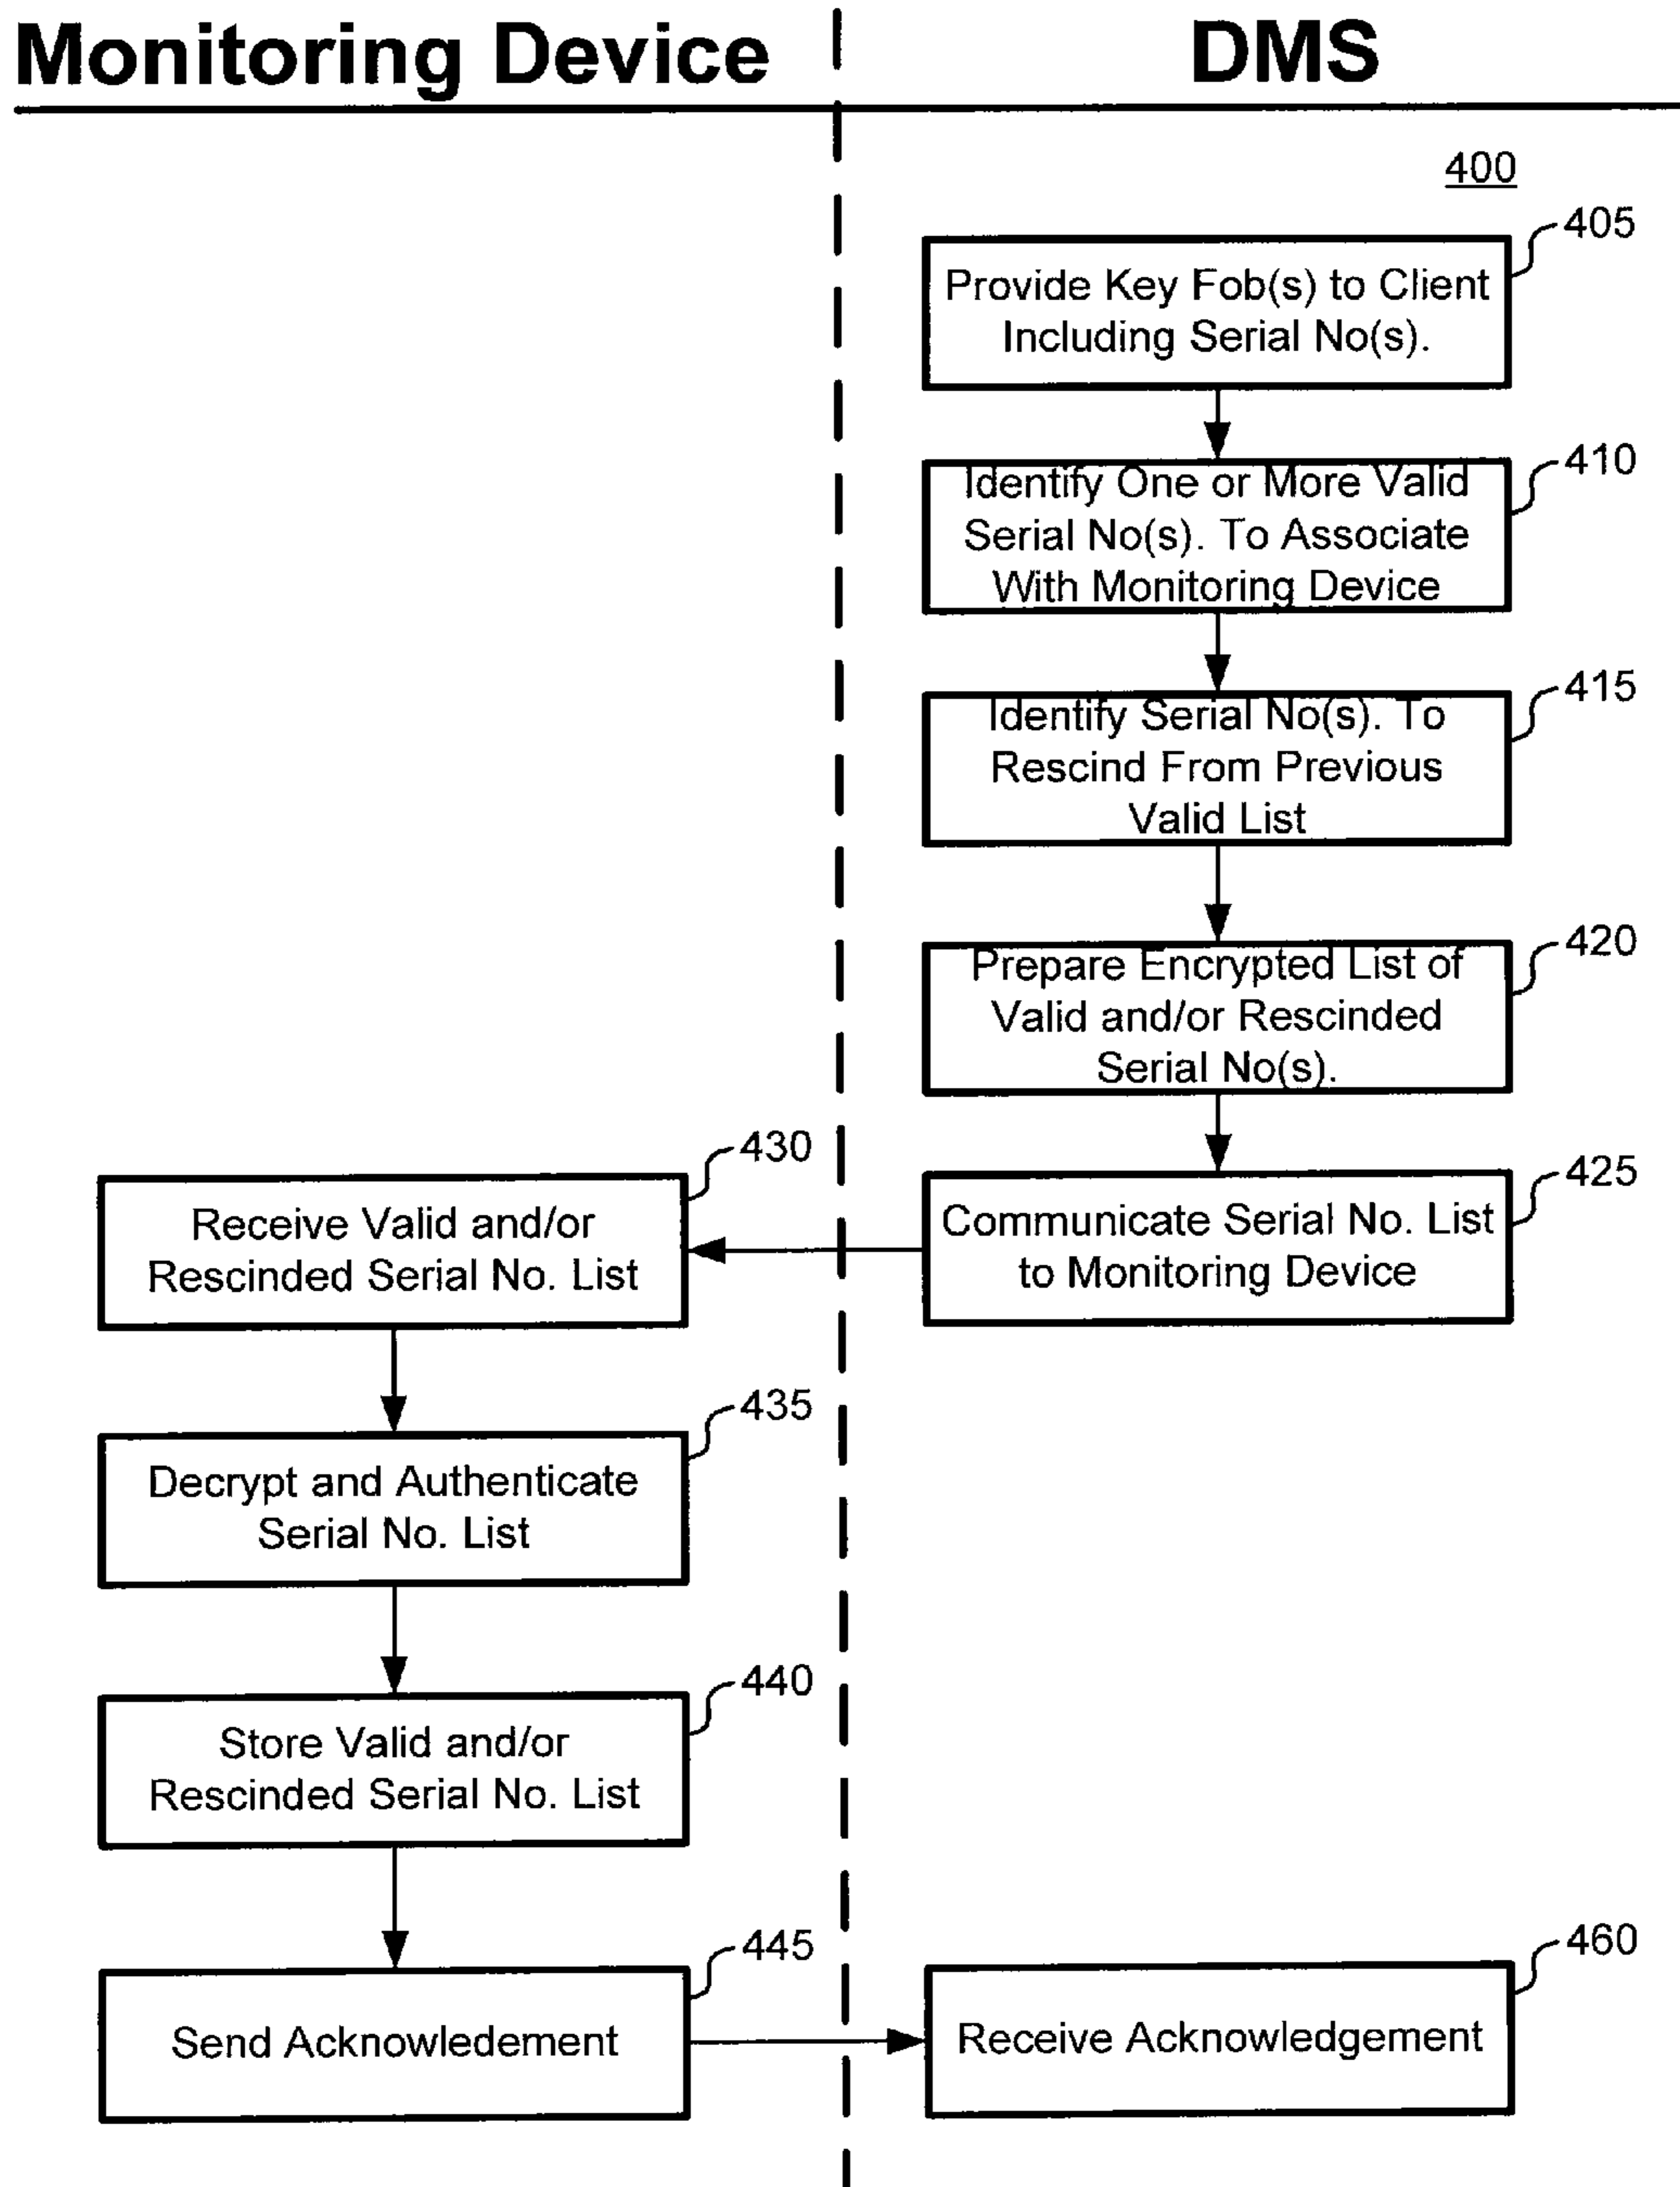 Monitoring Device
DMS
400
405
Provide Key Fob(s) to Client
Including Serial No(s).
410
Identify One or More Valid
Serial No(s). To Associate
With Monitoring Device
415
Identify Serial No(s). To
Rescind From Previous
Valid List
420
Prepare Encrypted List of
Valid and/or Rescinded
Serial No(s).
425
Communicate Serial No. List
to Monitoring Device
430
Receive Valid and/or
Rescinded Serial No. List
435
Decrypt and Authenticate
Serial No. List
440
Store Valid and/or
Rescinded Serial No. List
445
Send Acknowledement
460
Receive Acknowledgement